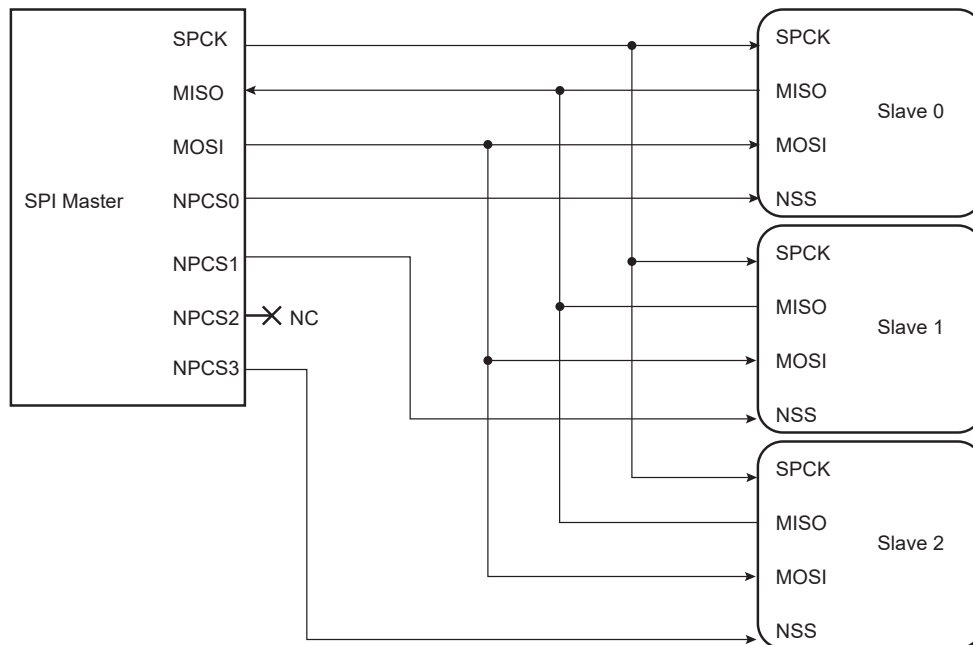 SPI Master
SPCK
MISO
MOSI
NPCS0
NPCS1
NPCS2
NC
NPCS3
SPCK
MISO
Slave 0
MOSI
NSS
SPCK
MISO
Slave 1
MOSI
NSS
SPCK
MISO
Slave 2
MOSI
NSS